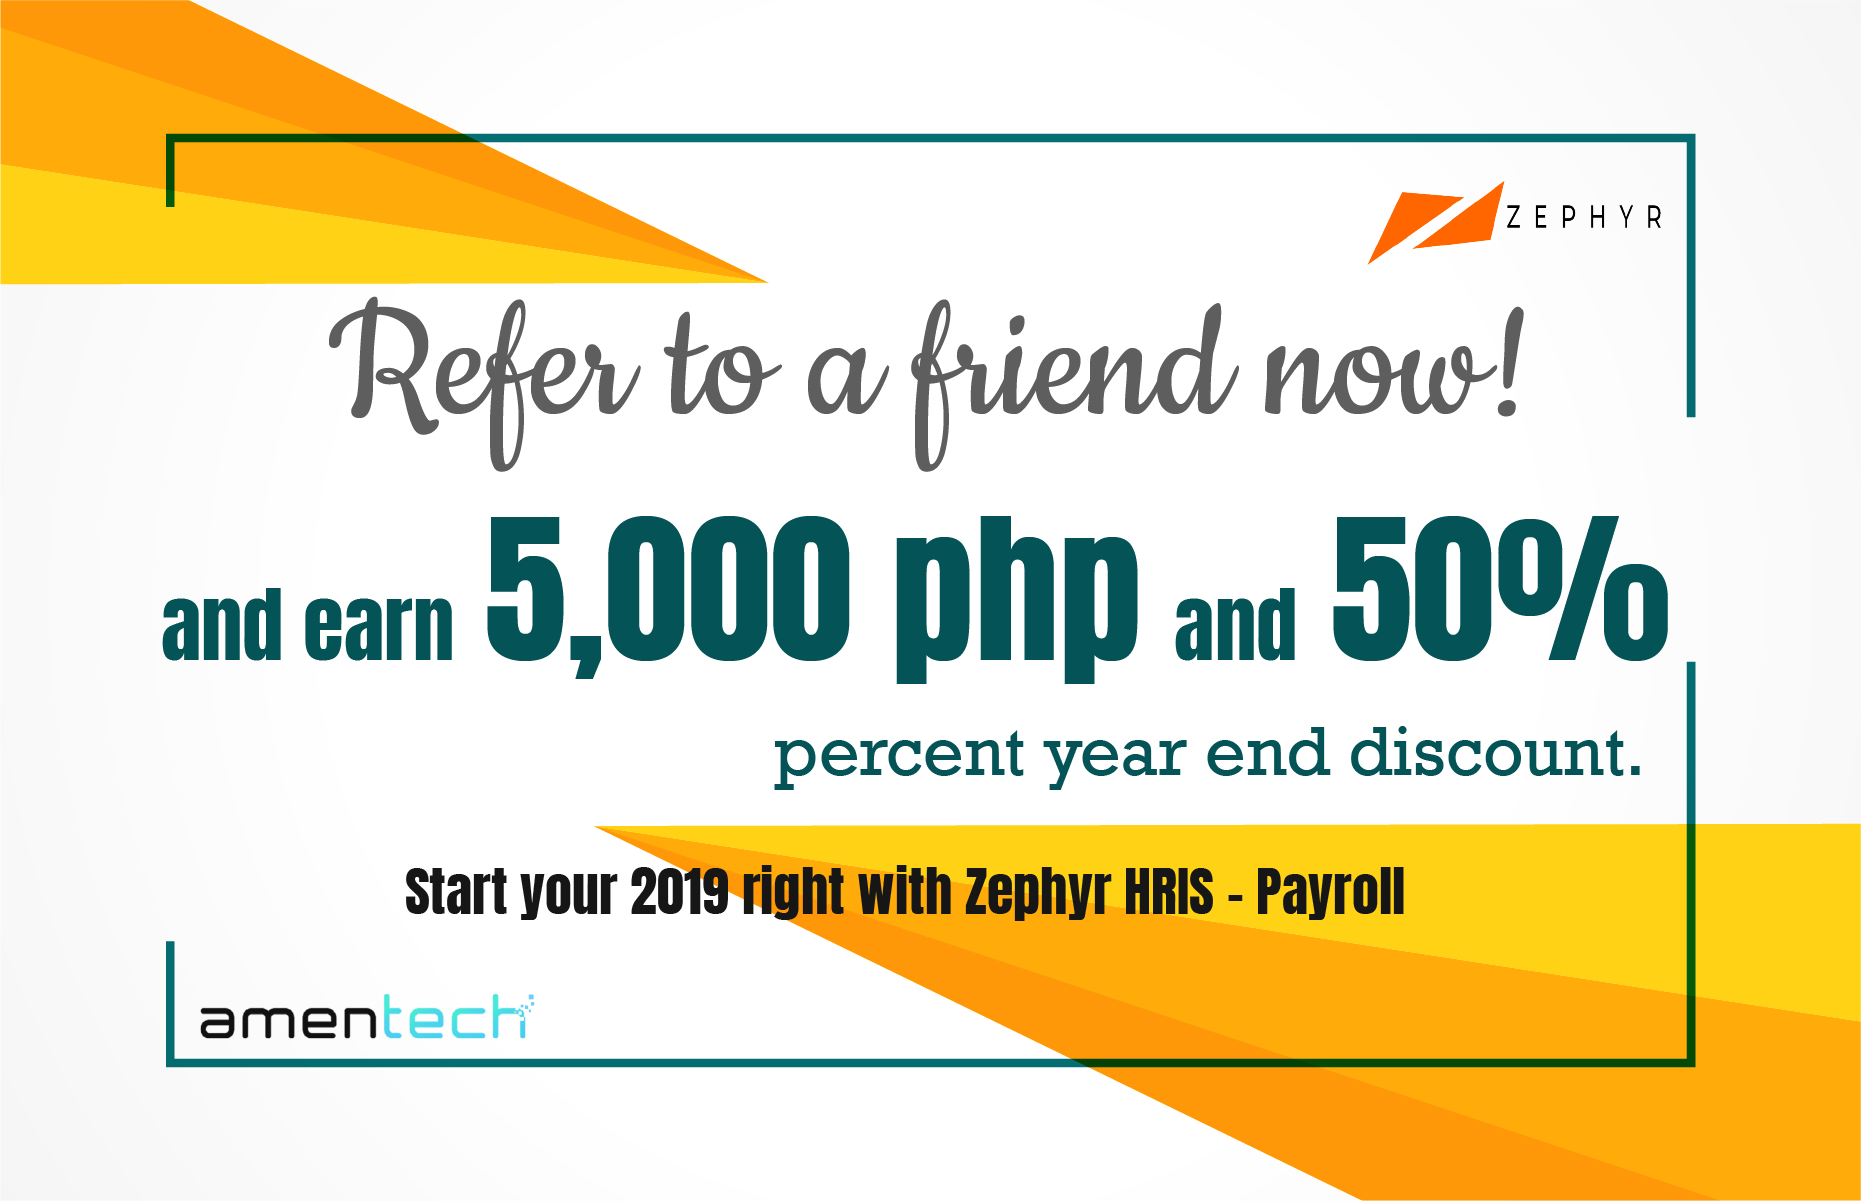 ZEPHYR
Refer to a friend now!
and earn 5,000 php and 50%
percent year end discount.
Start your 2019 right with Zephyr HRIS - Payroll
amentech